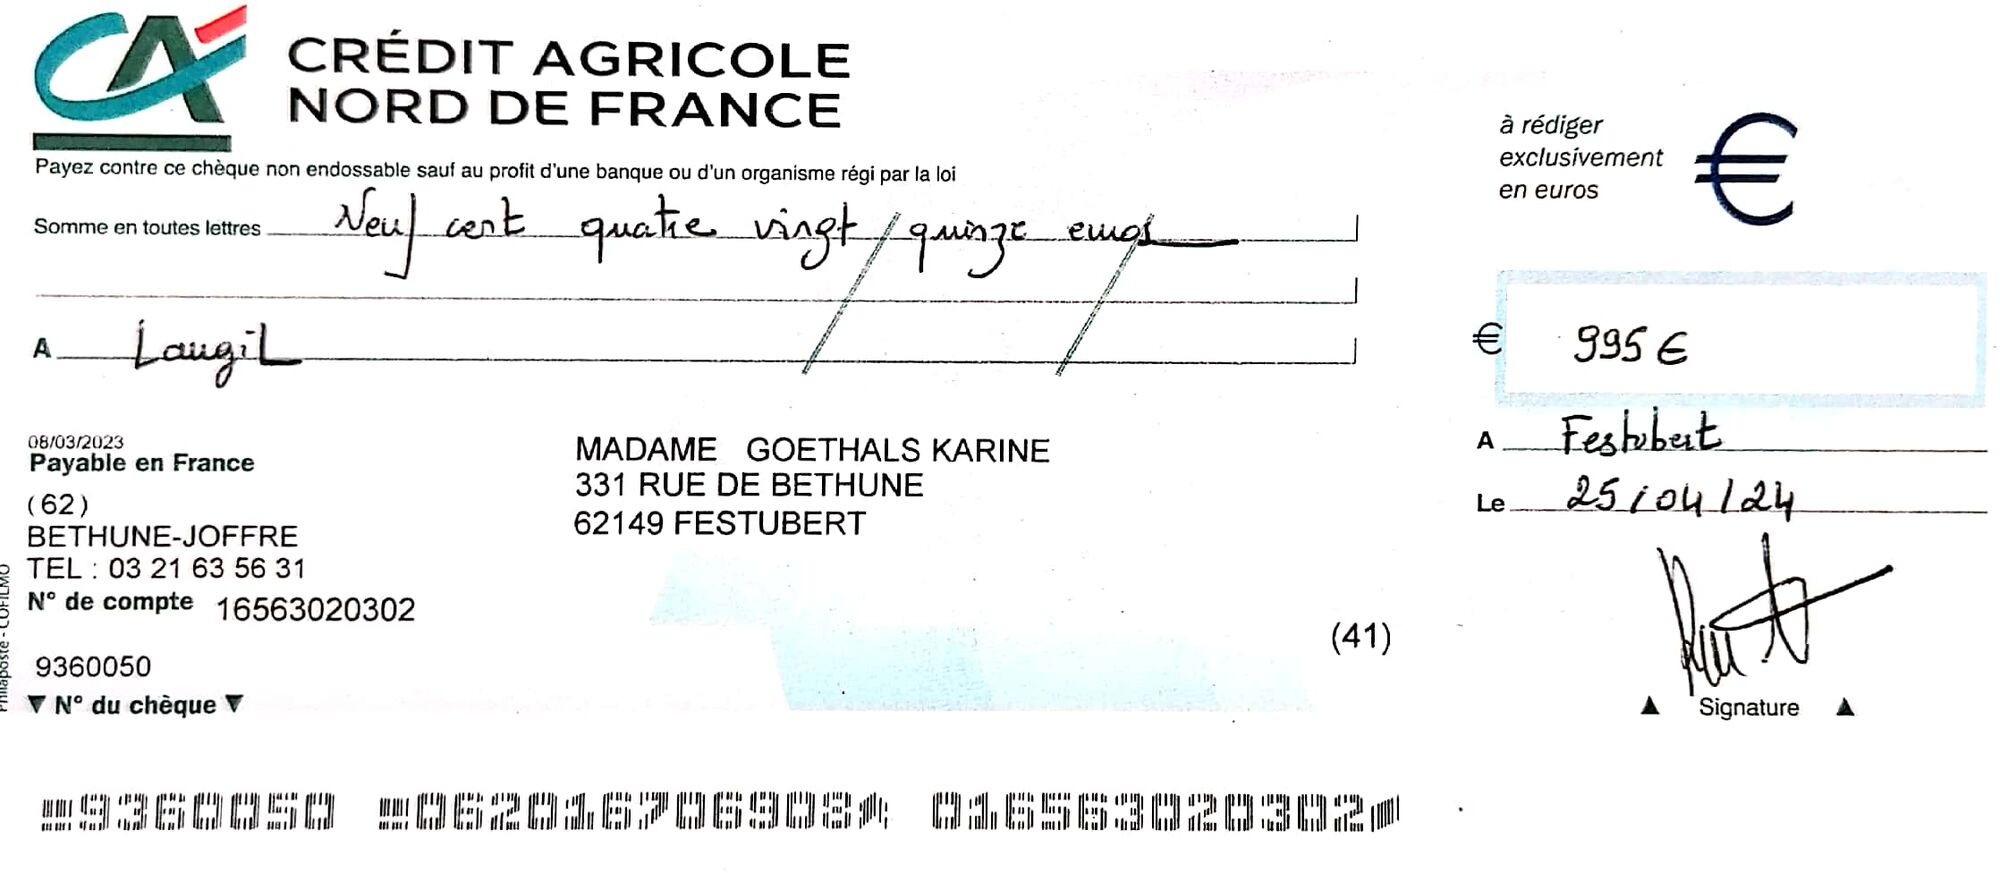 CA
CRÉDIT AGRICOLE
NORD DE FRANCE
à rédiger
exclusivement
en euros
€
Payez contre ce chèque non endossable sauf au profit d'une banque ou d'un organisme régi par la loi
Somme en toutes lettres Neuf cent quatre vingt quinze euros
A Laugil
€ 995 €
A Festubert
Le 25/04/24
08/03/2023
Payable en France
(62)
BETHUNE-JOFFRE
TEL : 03 21 63 56 31
N° de compte 16563020302
MADAME GOETHALS KARINE
331 RUE DE BETHUNE
62149 FESTUBERT
(41)
9360050
▼ N° du chèque ▼
▲ Signature ▲
Philaposte - COFILMO
9360050 062016706908 016563020302